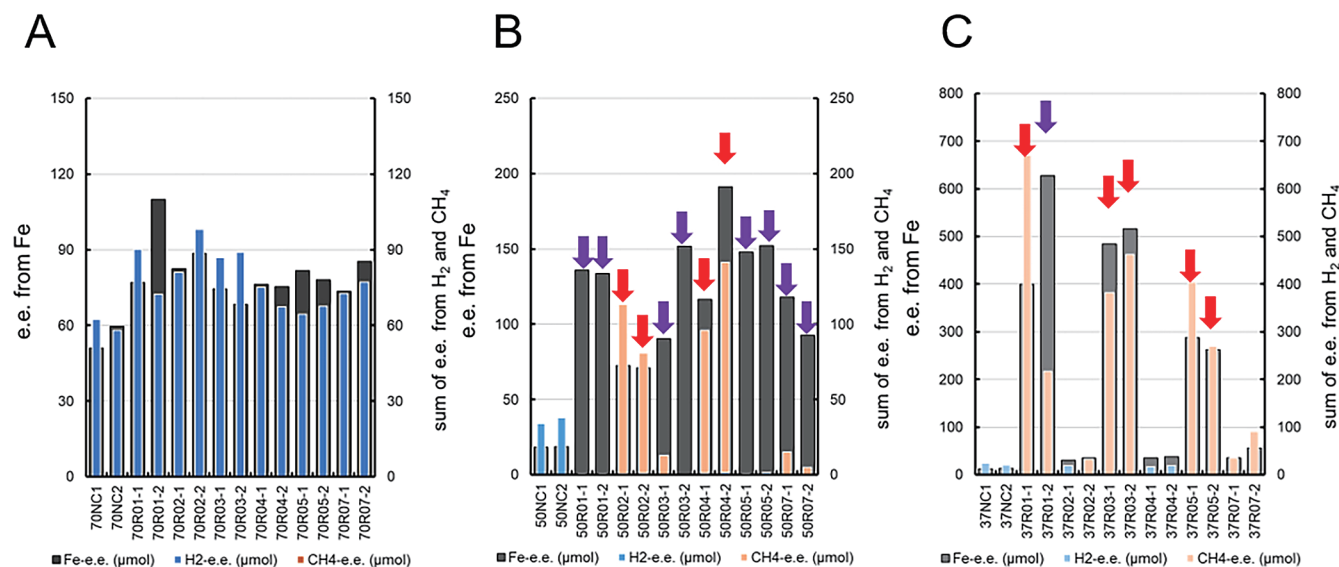 A
B
C
150
120
90
60
30
0
e.e. from Fe
150
120
90
60
30
0
sum of e.e. from H2 and CH4
70NC1
70NC2
70R01-1
70R01-2
70R02-1
70R02-2
70R03-1
70R03-2
70R04-1
70R04-2
70R05-1
70R05-2
70R07-1
70R07-2
Fe-e.e. (μmol) H2-e.e. (μmol) CH4-e.e. (μmol)
250
200
150
100
50
0
e.e. from Fe
250
200
150
100
50
0
sum of e.e. from H2 and CH4
50NC1
50NC2
50R01-1
50R01-2
50R02-1
50R02-2
50R03-1
50R03-2
50R04-1
50R04-2
50R05-1
50R05-2
50R07-1
50R07-2
Fe-e.e. (μmol) H2-e.e. (μmol) CH4-e.e. (μmol)
800
700
600
500
400
300
200
100
0
e.e. from Fe
800
700
600
500
400
300
200
100
0
sum of e.e. from H2 and CH4
37NC1
37NC2
37R01-1
37R01-2
37R02-1
37R02-2
37R03-1
37R03-2
37R04-1
37R04-2
37R05-1
37R05-2
37R07-1
37R07-2
Fe-e.e. (μmol) H2-e.e. (μmol) CH4-e.e. (μmol)